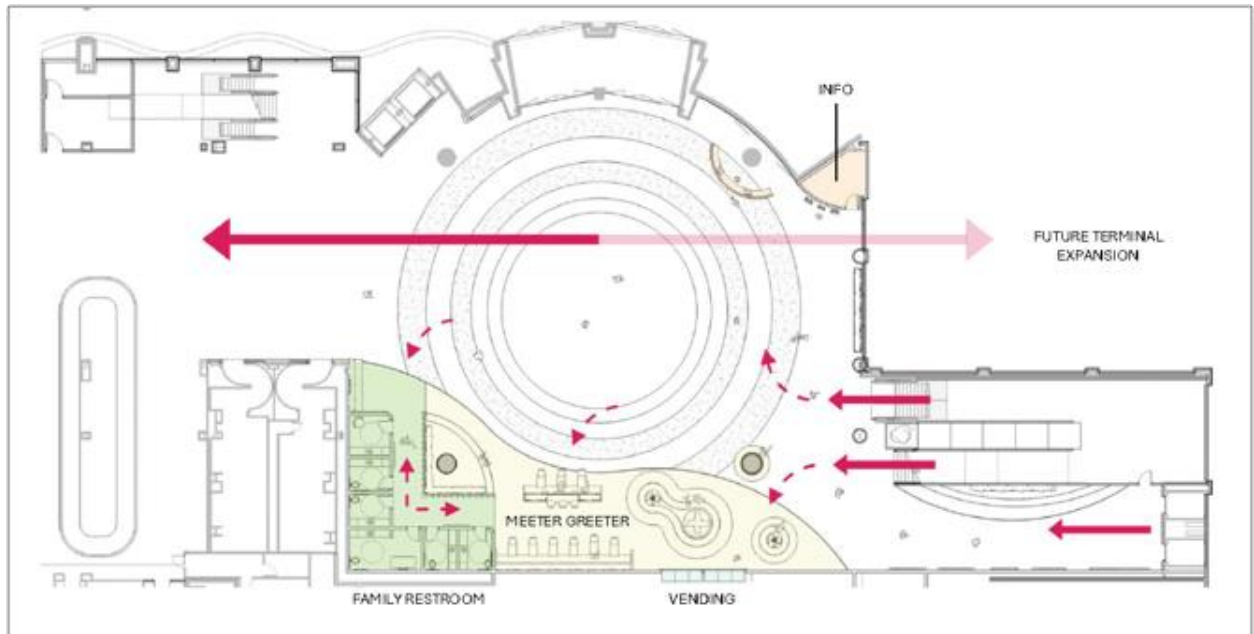 INFO
FUTURE TERMINAL
EXPANSION
MEETER GREETER
FAMILY RESTROOM
VENDING